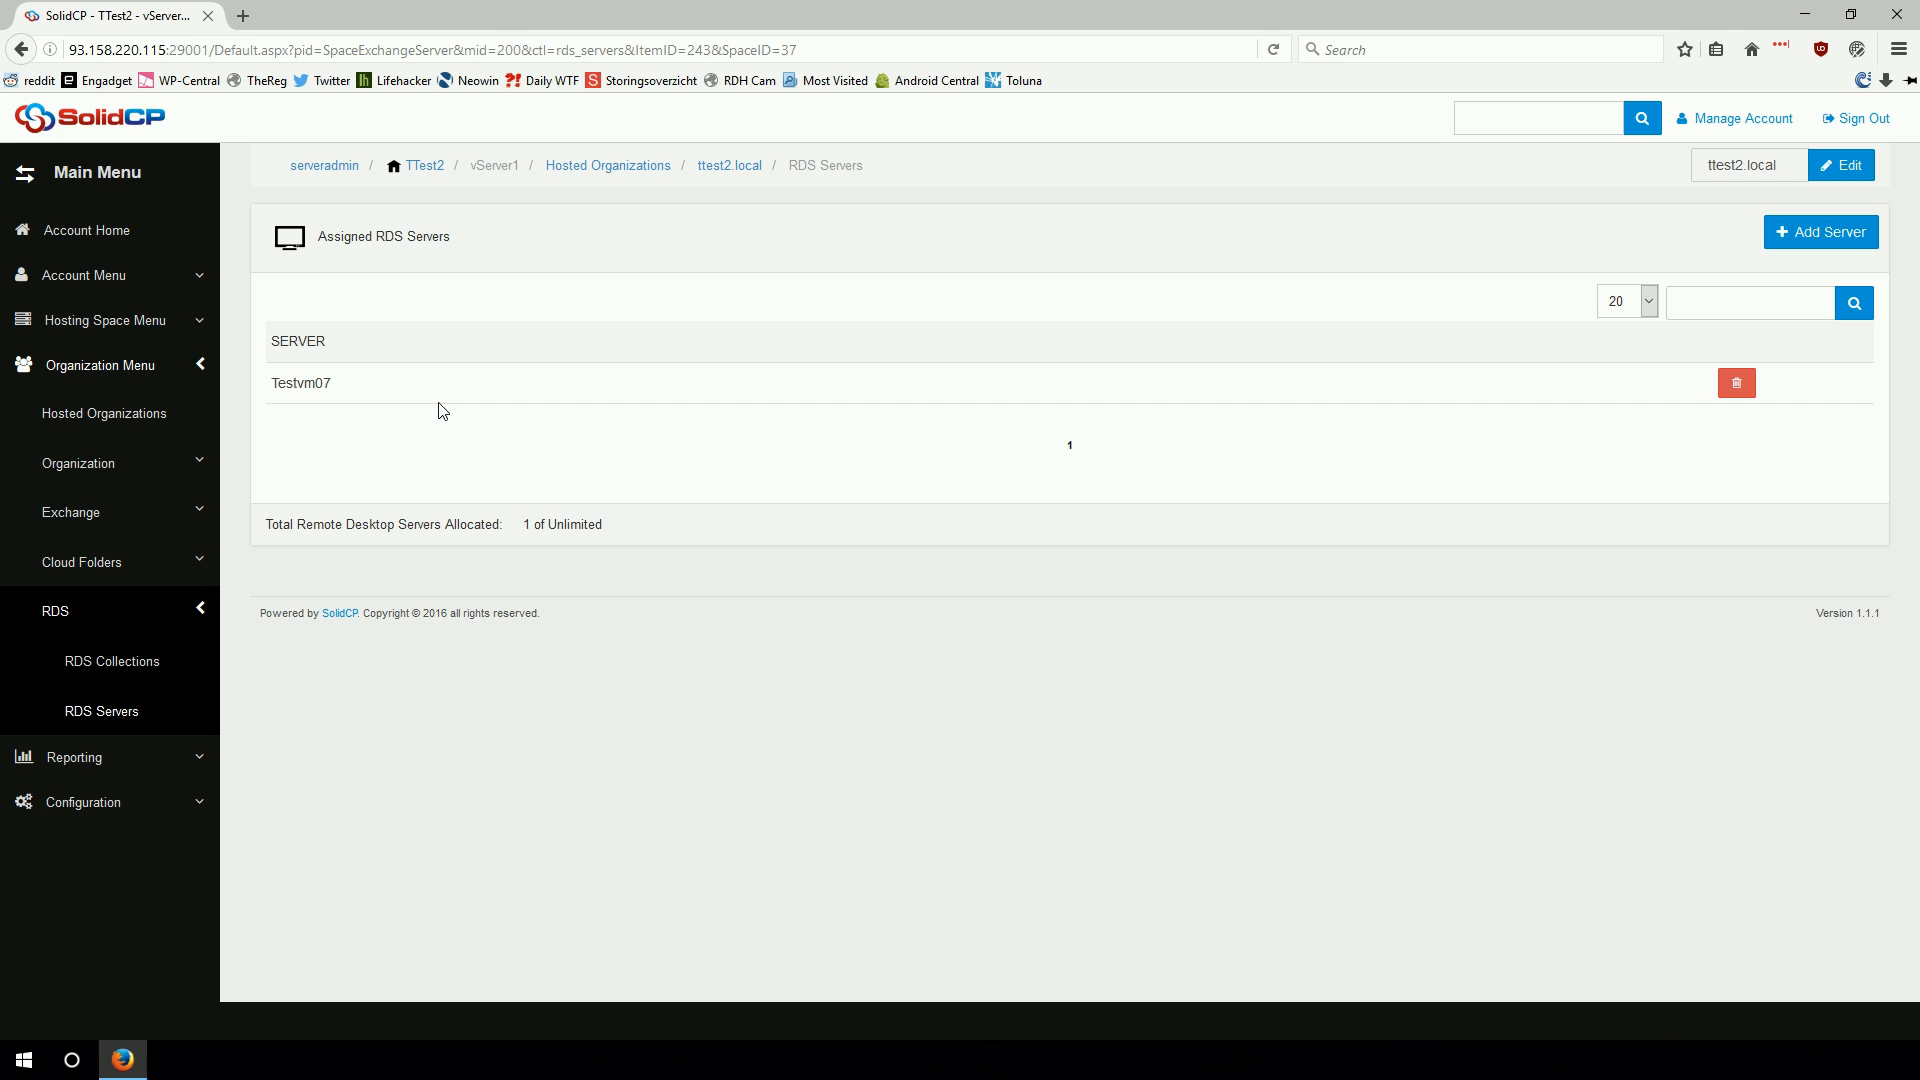 SolidCP - TTest2 - vServer...
93.158.220.115:29001/Default.aspx?pid=SpaceExchangeServer&mid=200&ctl=rds_servers&ItemID=243&SpaceID=37
Search
reddit Engadget WP-Central TheReg Twitter Lifehacker Neowin Daily WTF Storingsoverzicht RDH Cam Most Visited Android Central Toluna
SolidCP
Manage Account Sign Out
Main Menu
serveradmin / TTest2 / vServer1 / Hosted Organizations / ttest2.local / RDS Servers
ttest2.local Edit
Account Home
Account Menu
Hosting Space Menu
Organization Menu
Hosted Organizations
Organization
Exchange
Cloud Folders
RDS
RDS Collections
RDS Servers
Reporting
Configuration
Assigned RDS Servers
+ Add Server
20
SERVER
Testvm07
1
Total Remote Desktop Servers Allocated: 1 of Unlimited
Powered by SolidCP. Copyright © 2016 all rights reserved.
Version 1.1.1